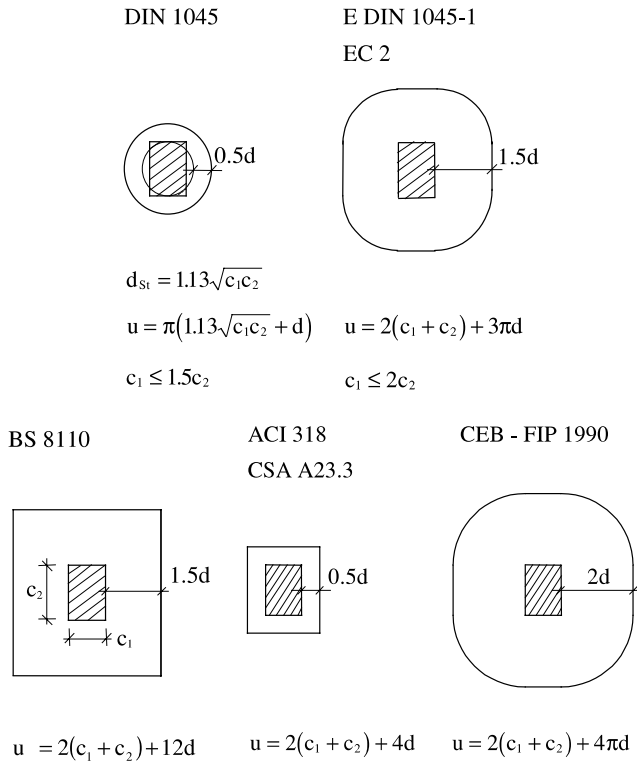 DIN 1045
E DIN 1045-1
EC 2
0.5d
1.5d
d_St = 1.13√(c₁c₂)
u = π(1.13√(c₁c₂) + d)
u = 2(c₁ + c₂) + 3πd
c₁ ≤ 1.5c₂
c₁ ≤ 2c₂
BS 8110
ACI 318
CSA A23.3
CEB - FIP 1990
1.5d
c₂
c₁
0.5d
2d
u = 2(c₁ + c₂) + 12d
u = 2(c₁ + c₂) + 4d
u = 2(c₁ + c₂) + 4πd